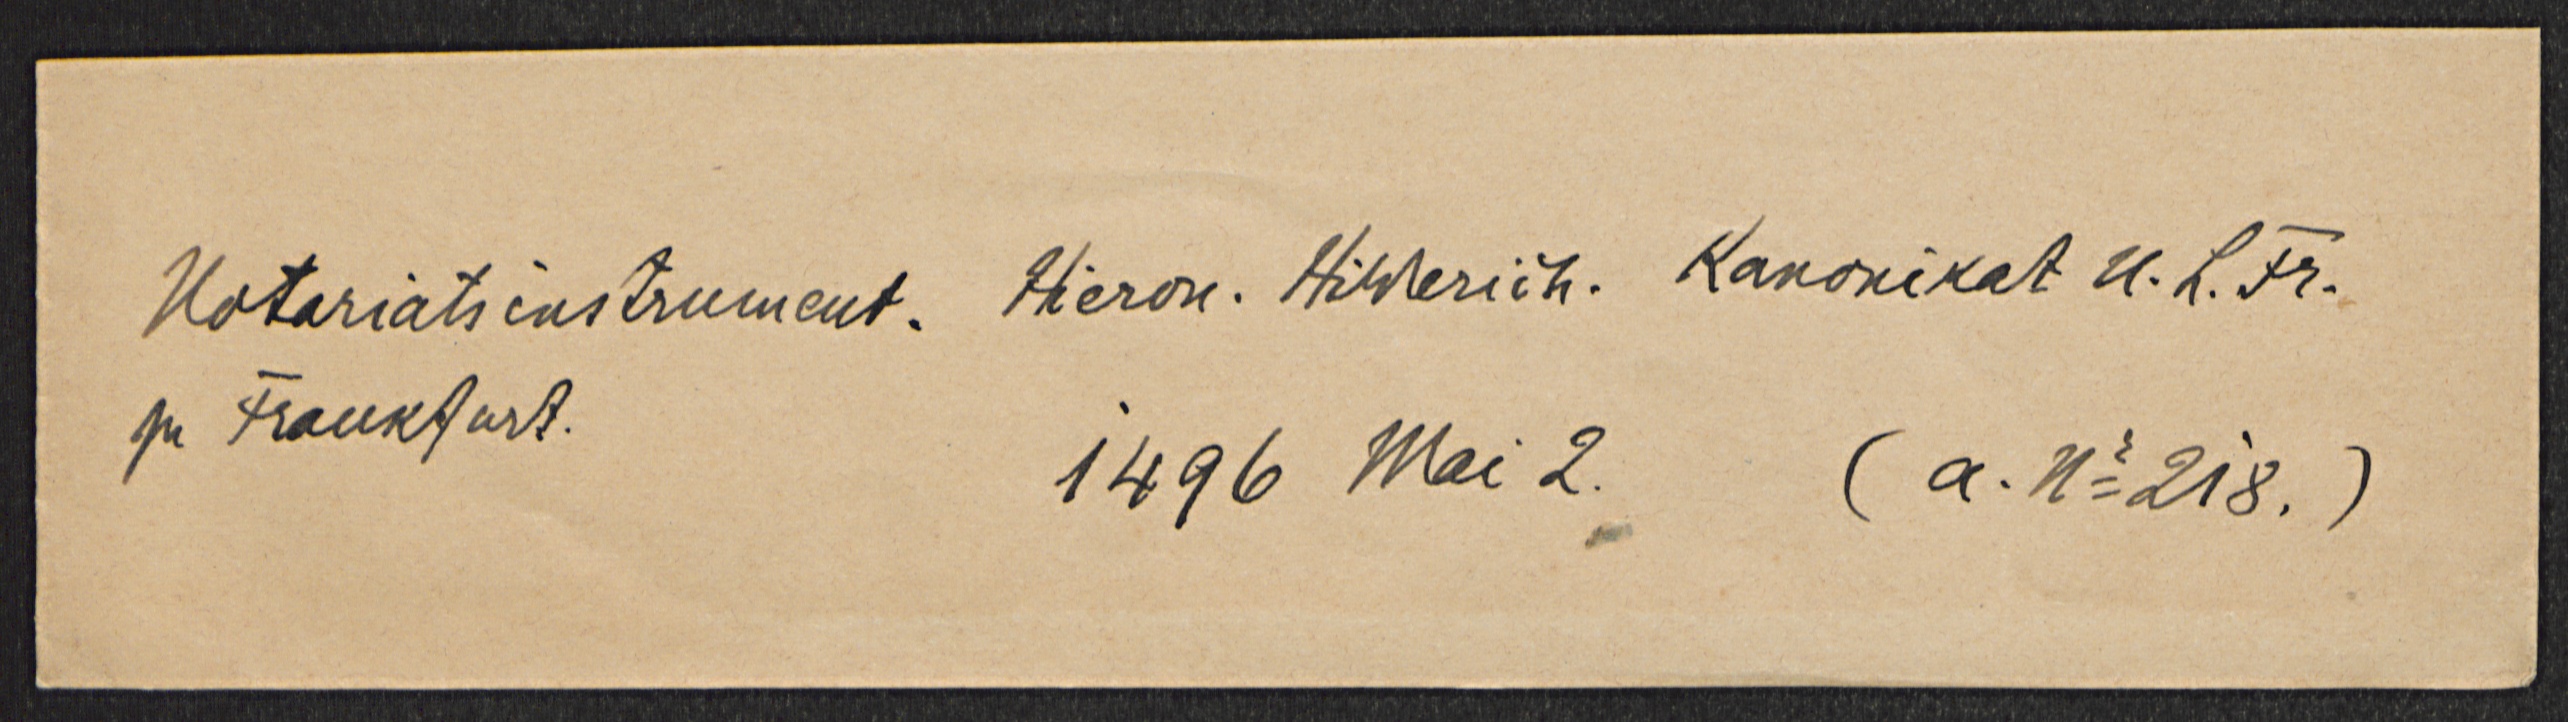 Notariatsinstrument. Hieron. Hilderich. Kanonikat U. L. Fr.
zu Frankfurt.
1496 Mai 2. (a. Nr 218.)